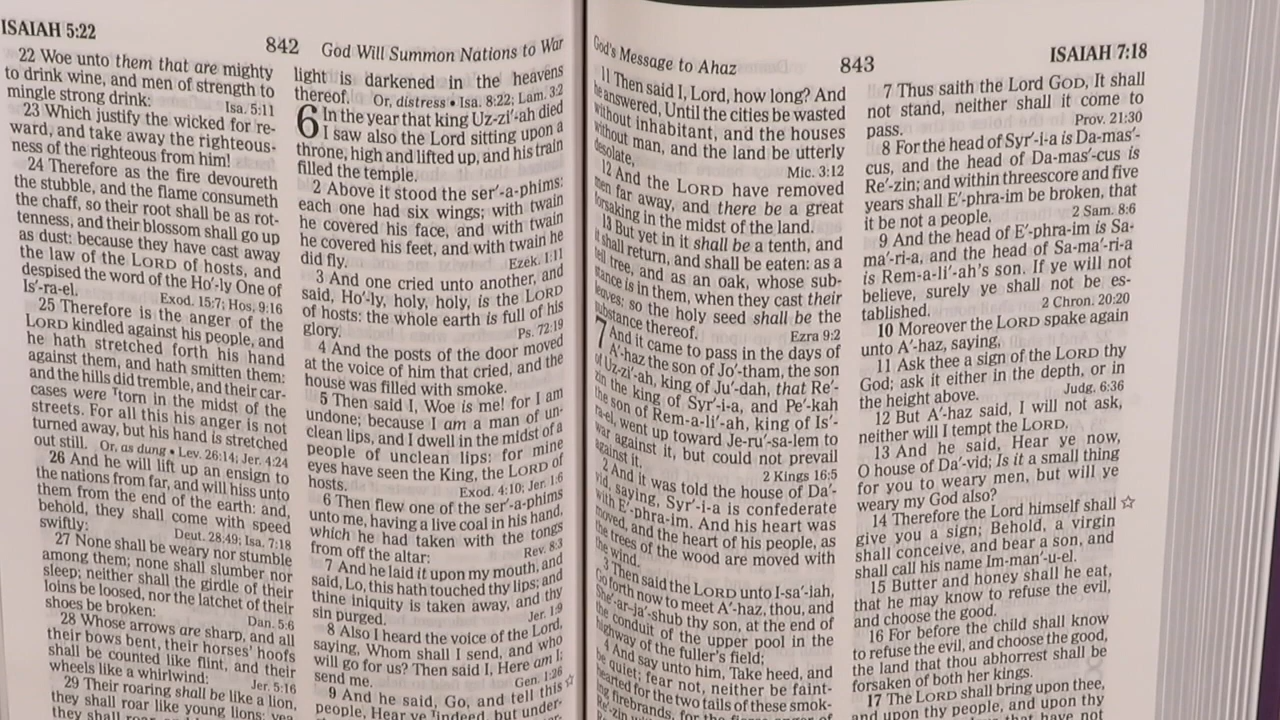 ISAIAH 5:22
842
God Will Summon Nations to War
22 Woe unto them that are mighty
to drink wine, and men of strength to
mingle strong drink:
Isa. 5:11
23 Which justify the wicked for re-
ward, and take away the righteous-
ness of the righteous from him!
24 Therefore as the fire devoureth
the stubble, and the flame consumeth
the chaff, so their root shall be as rot-
tenness, and their blossom shall go up
as dust: because they have cast away
the law of the LORD of hosts, and
despised the word of the Ho'-ly One of
Is'-ra-el.
Exod. 15:7; Hos. 9:16
25 Therefore is the anger of the
LORD kindled against his people, and
he hath stretched forth his hand
against them, and hath smitten them:
and the hills did tremble, and their car-
cases were †torn in the midst of the
streets. For all this his anger is not
turned away, but his hand is stretched
out still.
Or, as dung • Lev. 26:14; Jer. 4:24
26 And he will lift up an ensign to
the nations from far, and will hiss unto
them from the end of the earth: and,
behold, they shall come with speed
swiftly:
Deut. 28:49; Isa. 7:18
27 None shall be weary nor stumble
among them; none shall slumber nor
sleep; neither shall the girdle of their
loins be loosed, nor the latchet of their
shoes be broken:
Dan. 5:6
28 Whose arrows are sharp, and all
their bows bent, their horses' hoofs
shall be counted like flint, and their
wheels like a whirlwind:
Jer. 5:16
29 Their roaring shall be like a lion,
they shall roar like young lions: yea,
they shall roar
light is darkened in the heavens
thereof.
Or, distress • Isa. 8:22; Lam. 3:2
6 In the year that king Uz-zi'-ah died
I saw also the Lord sitting upon a
throne, high and lifted up, and his train
filled the temple.
2 Above it stood the ser'-a-phims:
each one had six wings; with twain
he covered his face, and with twain
he covered his feet, and with twain he
did fly.
Ezek. 1:11
3 And one cried unto another, and
said, Ho'-ly, holy, holy, is the LORD
of hosts: the whole earth is full of his
glory.
Ps. 72:19
4 And the posts of the door moved
at the voice of him that cried, and the
house was filled with smoke.
5 Then said I, Woe is me! for I am
undone; because I am a man of un-
clean lips, and I dwell in the midst of a
people of unclean lips: for mine
eyes have seen the King, the LORD of
hosts.
Exod. 4:10; Jer. 1:6
6 Then flew one of the ser'-a-phims
unto me, having a live coal in his hand,
which he had taken with the tongs
from off the altar:
Rev. 8:3
7 And he laid it upon my mouth, and
said, Lo, this hath touched thy lips; and
thine iniquity is taken away, and thy
sin purged.
Jer. 1:9
8 Also I heard the voice of the Lord,
saying, Whom shall I send, and who
will go for us? Then said I, Here am I;
send me.
Gen. 1:26
9 And he said, Go, and tell this ☆
people, Hear ye †indeed, but under-
God's Message to Ahaz
843
ISAIAH 7:18
11 Then said I, Lord, how long? And
he answered, Until the cities be wasted
without inhabitant, and the houses
without man, and the land be utterly
desolate,
Mic. 3:12
12 And the LORD have removed
men far away, and there be a great
forsaking in the midst of the land.
13 But yet in it shall be a tenth, and
it shall return, and shall be eaten: as a
teil tree, and as an oak, whose sub-
stance is in them, when they cast their
leaves: so the holy seed shall be the
substance thereof.
Ezra 9:2
7 And it came to pass in the days of
A'-haz the son of Jo'-tham, the son
of Uz-zi'-ah, king of Ju'-dah, that Re'-
zin the king of Syr'-i-a, and Pe'-kah
the son of Rem-a-li'-ah, king of Is'-
ra-el, went up toward Je-ru'-sa-lem to
war against it, but could not prevail
against it.
2 Kings 16:5
2 And it was told the house of Da'-
vid, saying, Syr'-i-a is confederate
with E'-phra-im. And his heart was
moved, and the heart of his people, as
the trees of the wood are moved with
the wind.
3 Then said the LORD unto I-sa'-iah,
Go forth now to meet A'-haz, thou, and
She'-ar-ja'-shub thy son, at the end of
the conduit of the upper pool in the
highway of the fuller's field;
4 And say unto him, Take heed, and
be quiet; fear not, neither be faint-
hearted for the two tails of these smok-
ing firebrands, for the fierce anger of
Re'-zin with
7 Thus saith the Lord GOD, It shall
not stand, neither shall it come to
pass.
Prov. 21:30
8 For the head of Syr'-i-a is Da-mas'-
cus, and the head of Da-mas'-cus is
Re'-zin; and within threescore and five
years shall E'-phra-im be broken, that
it be not a people.
2 Sam. 8:6
9 And the head of E'-phra-im is Sa-
ma'-ri-a, and the head of Sa-ma'-ri-a
is Rem-a-li'-ah's son. If ye will not
believe, surely ye shall not be es-
tablished.
2 Chron. 20:20
10 Moreover the LORD spake again
unto A'-haz, saying,
11 Ask thee a sign of the LORD thy
God; ask it either in the depth, or in
the height above.
Judg. 6:36
12 But A'-haz said, I will not ask,
neither will I tempt the LORD.
13 And he said, Hear ye now,
O house of Da'-vid; Is it a small thing
for you to weary men, but will ye
weary my God also?
14 Therefore the Lord himself shall ☆
give you a sign; Behold, a virgin
shall conceive, and bear a son, and
shall call his name Im-man'-u-el.
15 Butter and honey shall he eat,
that he may know to refuse the evil,
and choose the good.
16 For before the child shall know
to refuse the evil, and choose the good,
the land that thou abhorrest shall be
forsaken of both her kings.
17 The LORD shall bring upon thee,
and upon thy people, and upon thy
that have not